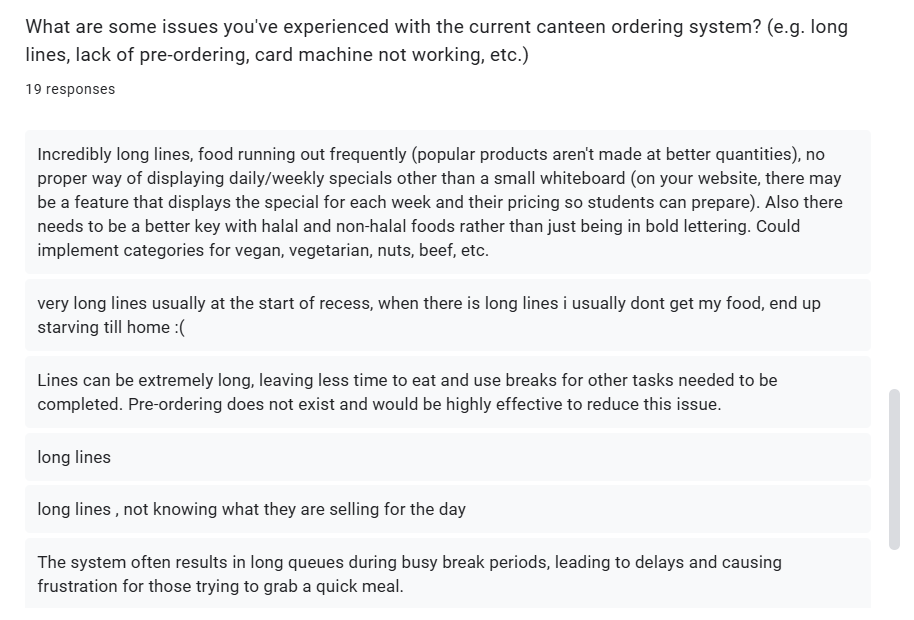 What are some issues you've experienced with the current canteen ordering system? (e.g. long
lines, lack of pre-ordering, card machine not working, etc.)
19 responses
Incredibly long lines, food running out frequently (popular products aren't made at better quantities), no
proper way of displaying daily/weekly specials other than a small whiteboard (on your website, there may
be a feature that displays the special for each week and their pricing so students can prepare). Also there
needs to be a better key with halal and non-halal foods rather than just being in bold lettering. Could
implement categories for vegan, vegetarian, nuts, beef, etc.
very long lines usually at the start of recess, when there is long lines i usually dont get my food, end up
starving till home :(
Lines can be extremely long, leaving less time to eat and use breaks for other tasks needed to be
completed. Pre-ordering does not exist and would be highly effective to reduce this issue.
long lines
long lines , not knowing what they are selling for the day
The system often results in long queues during busy break periods, leading to delays and causing
frustration for those trying to grab a quick meal.